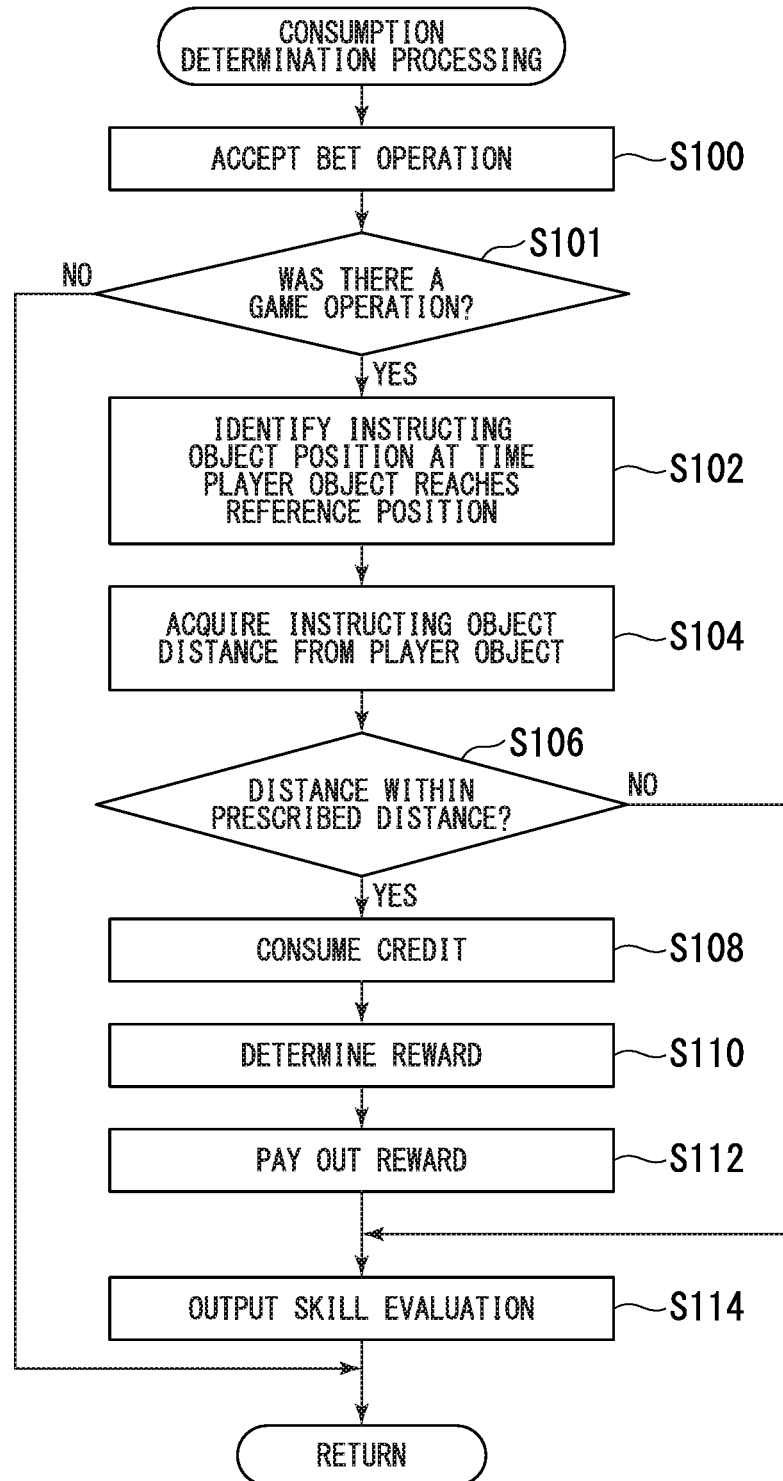 CONSUMPTION
DETERMINATION PROCESSING
ACCEPT BET OPERATION
S100
S101
NO
WAS THERE A
GAME OPERATION?
YES
IDENTIFY INSTRUCTING
OBJECT POSITION AT TIME
PLAYER OBJECT REACHES
REFERENCE POSITION
S102
ACQUIRE INSTRUCTING OBJECT
DISTANCE FROM PLAYER OBJECT
S104
S106
DISTANCE WITHIN
PRESCRIBED DISTANCE?
NO
YES
CONSUME CREDIT
S108
DETERMINE REWARD
S110
PAY OUT REWARD
S112
OUTPUT SKILL EVALUATION
S114
RETURN